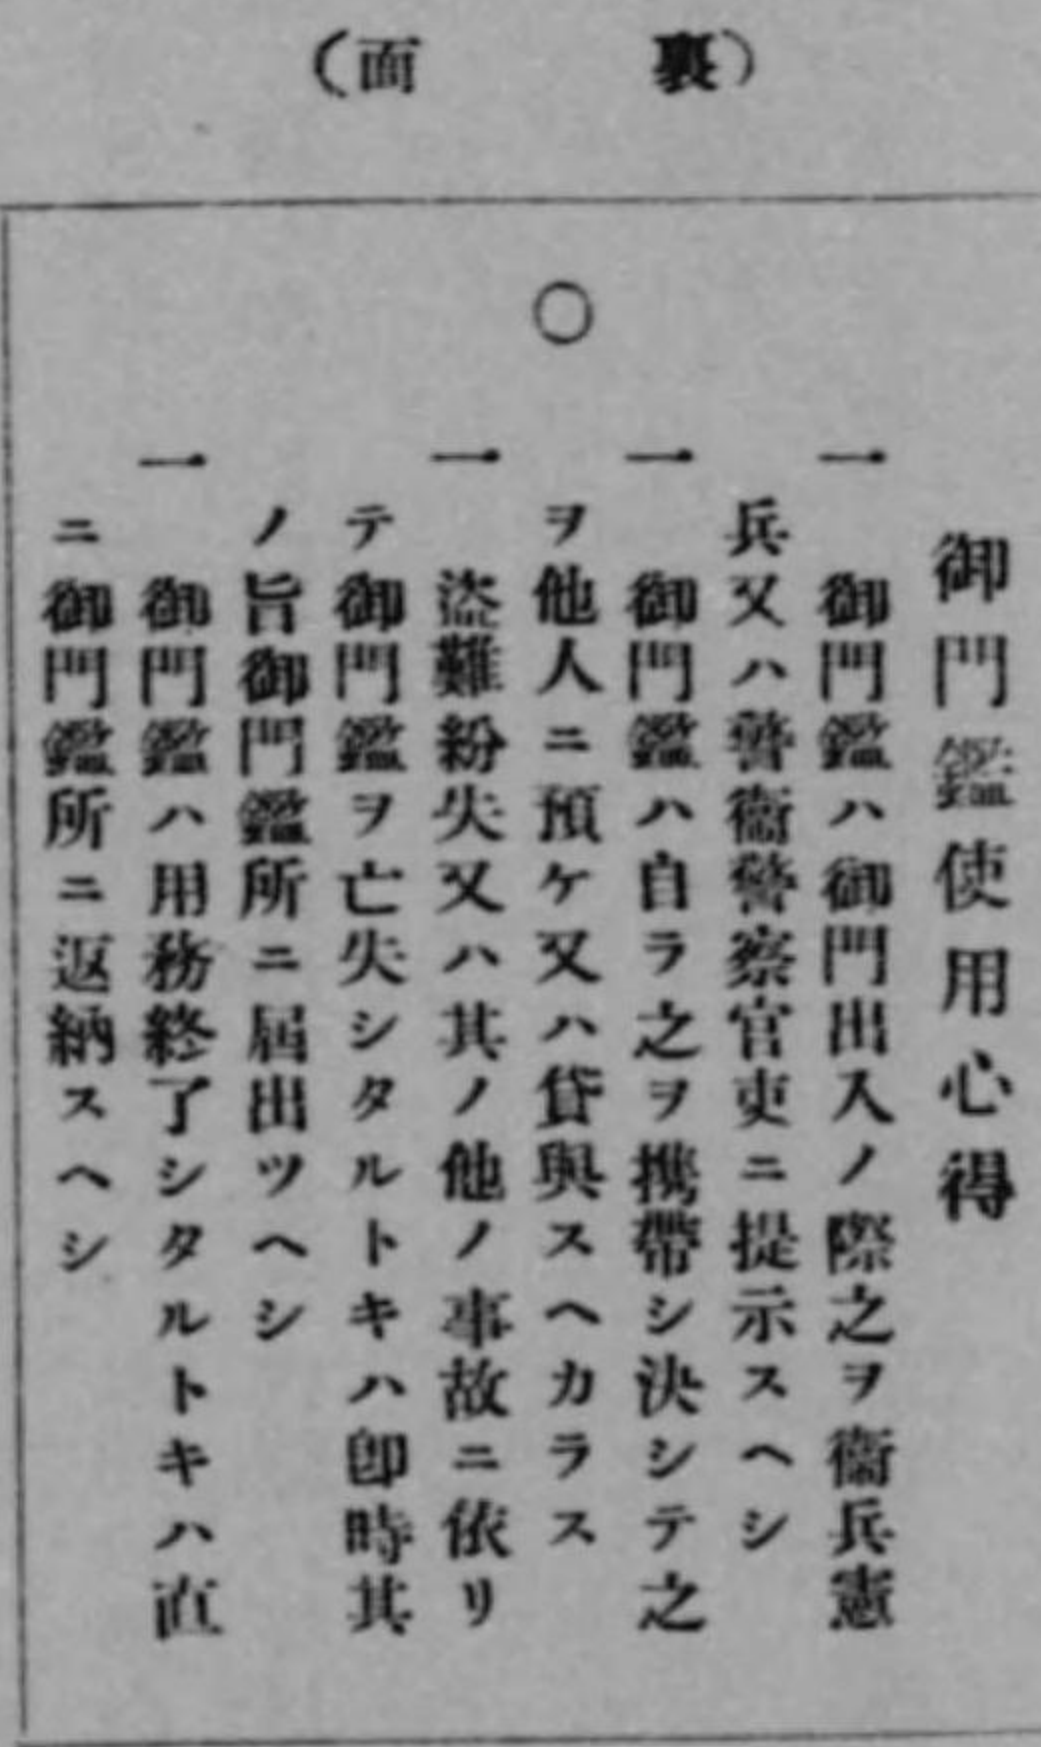 （裏面）
御門鑑使用心得
一 御門鑑ハ御門出入ノ際之ヲ衞兵憲
兵又ハ警衞警察官吏ニ提示スヘシ
一 御門鑑ハ自ラ之ヲ携帶シ決シテ之
ヲ他人ニ預ケ又ハ貸與スヘカラス
一 盜難紛失又ハ其ノ他ノ事故ニ依リ
テ御門鑑ヲ亡失シタルトキハ卽時其
ノ旨御門鑑所ニ屆出ツヘシ
一 御門鑑ハ用務終了シタルトキハ直
ニ御門鑑所ニ返納スヘシ